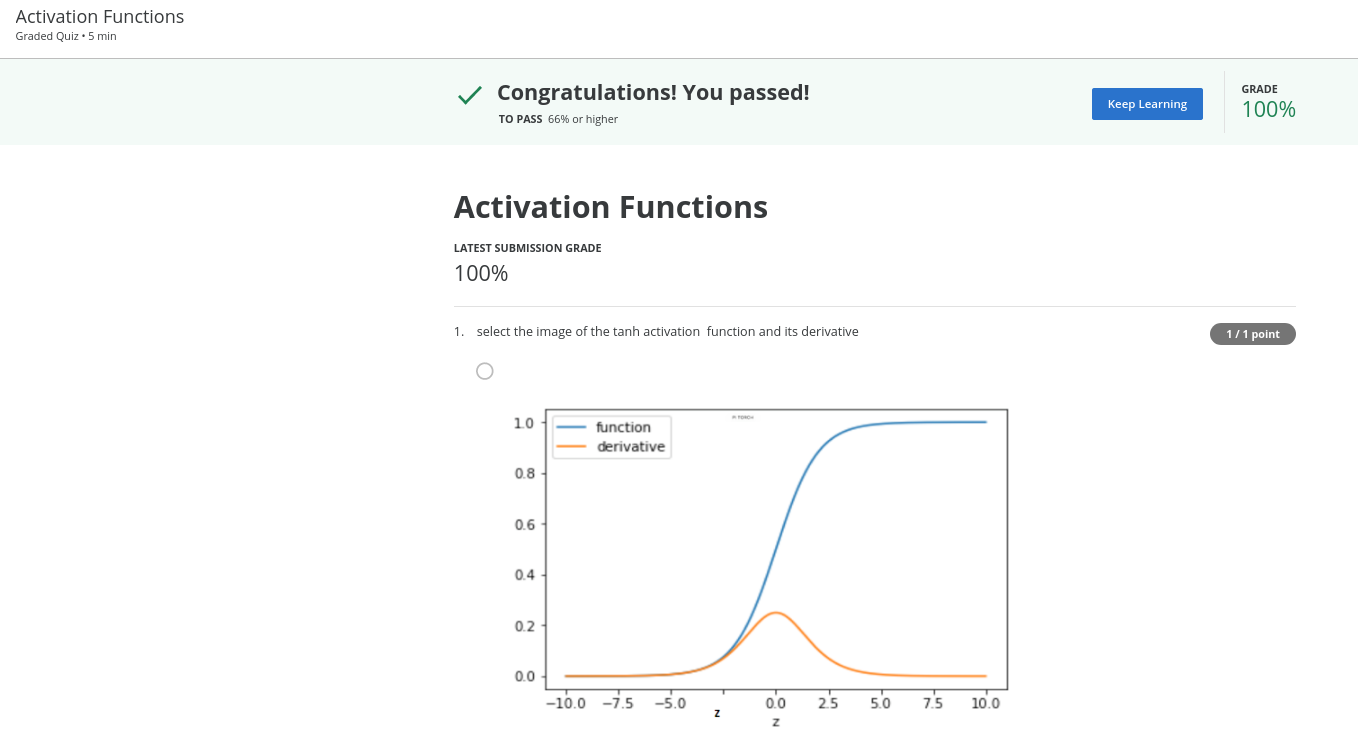 Activation Functions
Graded Quiz • 5 min
Congratulations! You passed!
TO PASS 66% or higher
Keep Learning
GRADE
100%
Activation Functions
LATEST SUBMISSION GRADE
100%
1. select the image of the tanh activation function and its derivative
1 / 1 point
function
derivative
1.0
0.8
0.6
0.4
0.2
0.0
−10.0 −7.5 −5.0 0.0 2.5 5.0 7.5 10.0
z
z